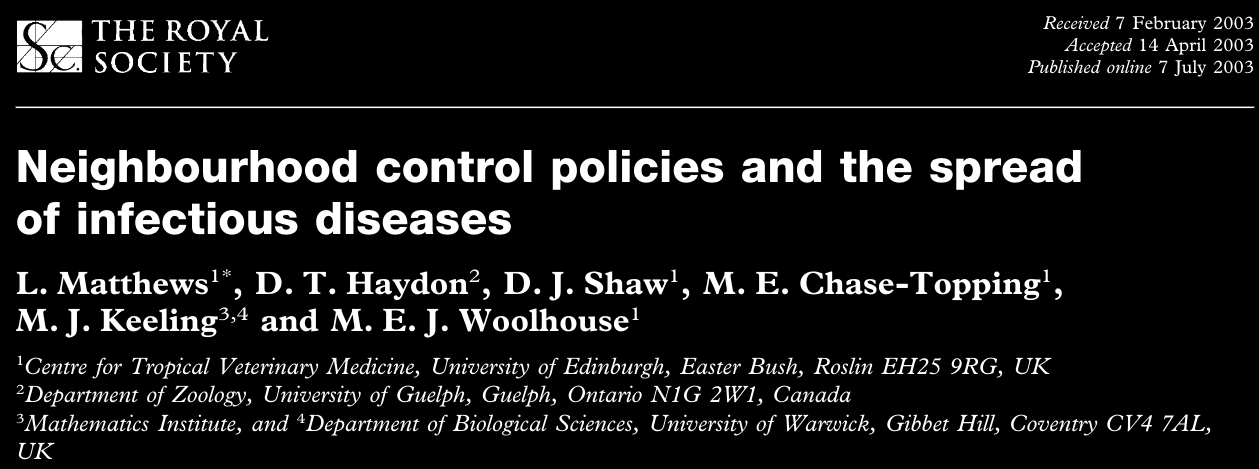 Sc.
THE ROYAL
SOCIETY
Received 7 February 2003
Accepted 14 April 2003
Published online 7 July 2003
Neighbourhood control policies and the spread
of infectious diseases
L. Matthews¹*, D. T. Haydon², D. J. Shaw¹, M. E. Chase-Topping¹,
M. J. Keeling³,⁴ and M. E. J. Woolhouse¹
¹Centre for Tropical Veterinary Medicine, University of Edinburgh, Easter Bush, Roslin EH25 9RG, UK
²Department of Zoology, University of Guelph, Guelph, Ontario N1G 2W1, Canada
³Mathematics Institute, and ⁴Department of Biological Sciences, University of Warwick, Gibbet Hill, Coventry CV4 7AL,
UK